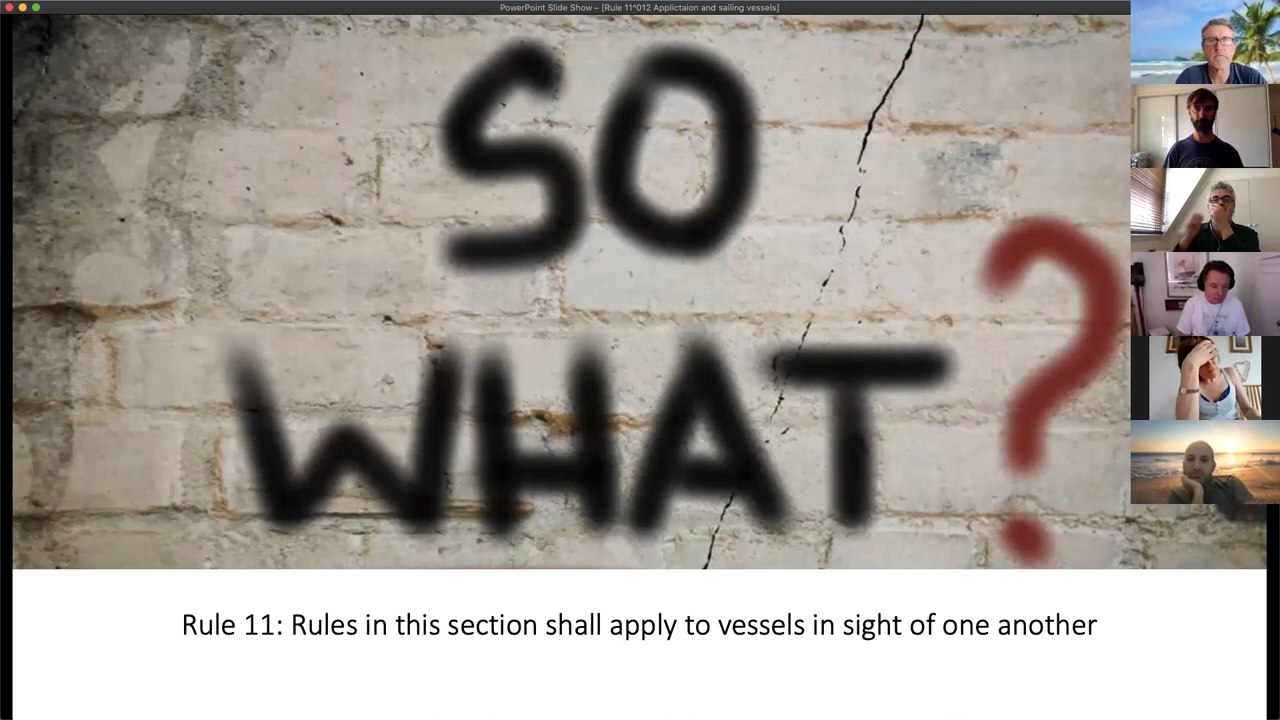 PowerPoint Slide Show – [Rule 11^012 Applictaion and sailing vessels]
SO
WHAT?
Rule 11: Rules in this section shall apply to vessels in sight of one another